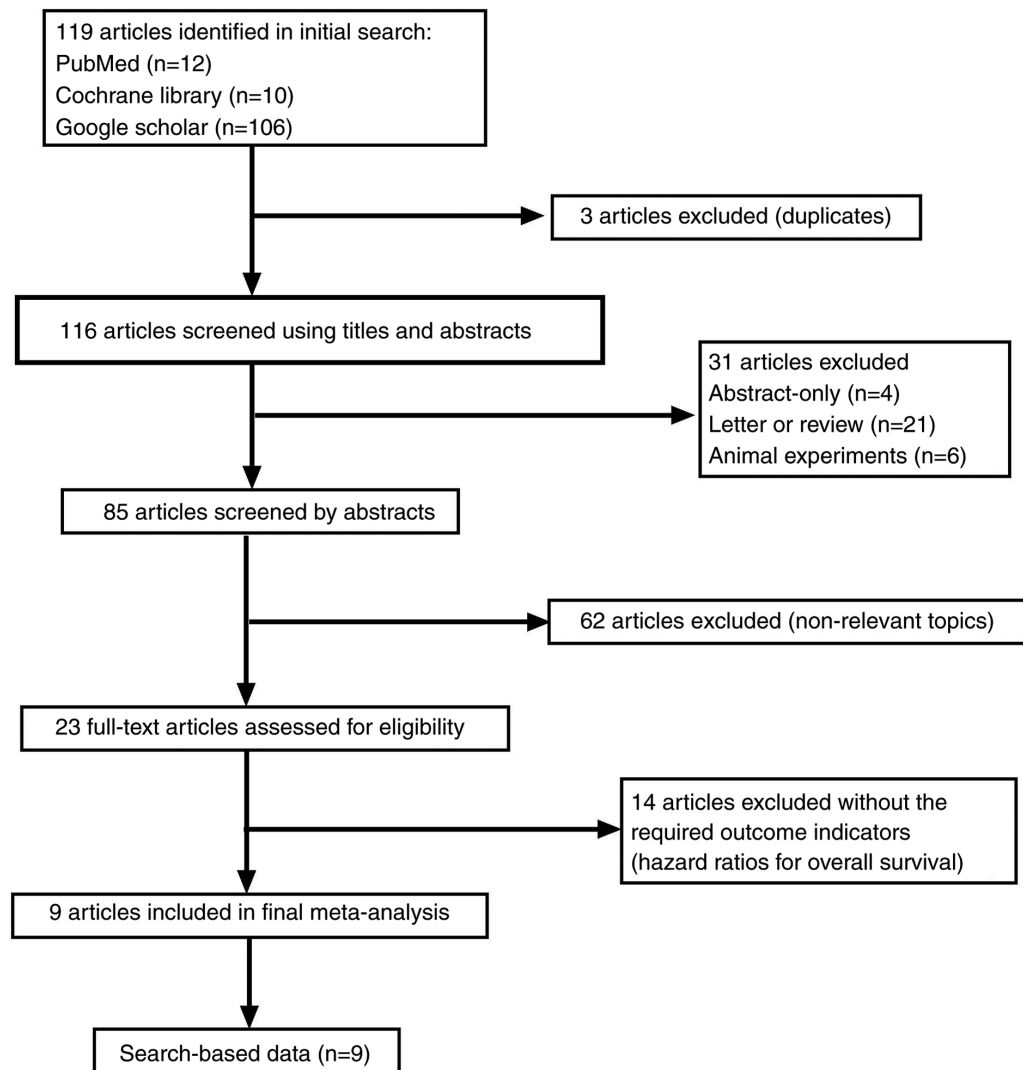 119 articles identified in initial search:
PubMed (n=12)
Cochrane library (n=10)
Google scholar (n=106)
3 articles excluded (duplicates)
116 articles screened using titles and abstracts
31 articles excluded
Abstract-only (n=4)
Letter or review (n=21)
Animal experiments (n=6)
85 articles screened by abstracts
62 articles excluded (non-relevant topics)
23 full-text articles assessed for eligibility
14 articles excluded without the
required outcome indicators
(hazard ratios for overall survival)
9 articles included in final meta-analysis
Search-based data (n=9)